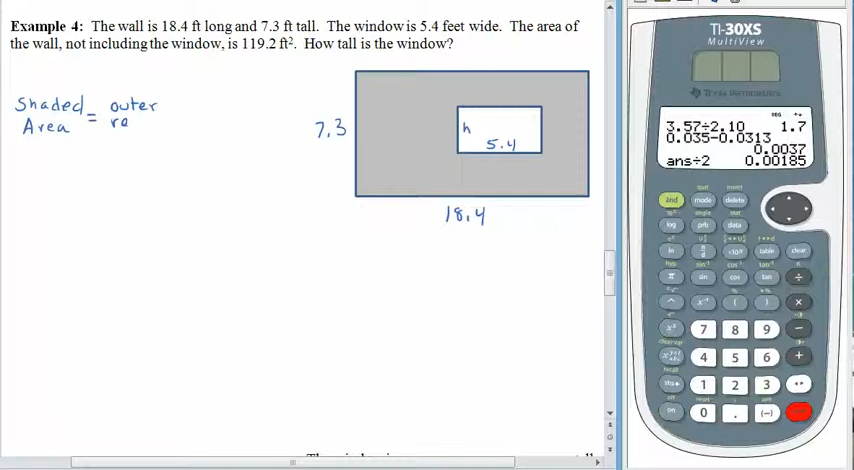 Example 4: The wall is 18.4 ft long and 7.3 ft tall. The window is 5.4 feet wide. The area of
the wall, not including the window, is 119.2 ft². How tall is the window?
Shaded = outer
Area re
7.3
h
5.4
18.4
TI-30XS
MultiView
TEXAS INSTRUMENTS
DEG
3.57÷2.10 1.7
0.035-0.0313
0.0037
ans÷2 0.00185
2nd mode delete
log prb data
ln n/d ×10ⁿ table clear
π sin cos tan ÷
^ x⁻¹ ( ) ×
x² 7 8 9 −
4 5 6 +
sto▸ 1 2 3
on 0 . (−)